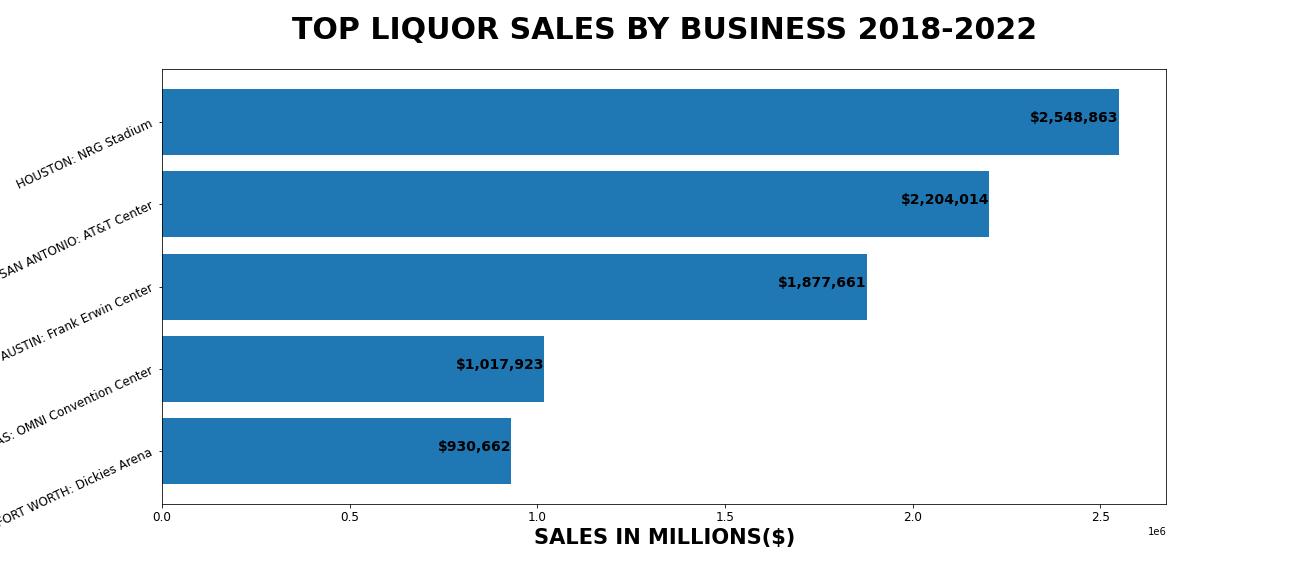 TOP LIQUOR SALES BY BUSINESS 2018-2022
HOUSTON: NRG Stadium
$2,548,863
SAN ANTONIO: AT&T Center
$2,204,014
AUSTIN: Frank Erwin Center
$1,877,661
AS: OMNI Convention Center
$1,017,923
FORT WORTH: Dickies Arena
$930,662
0.0 0.5 1.0 1.5 2.0 2.5
1e6
SALES IN MILLIONS($)